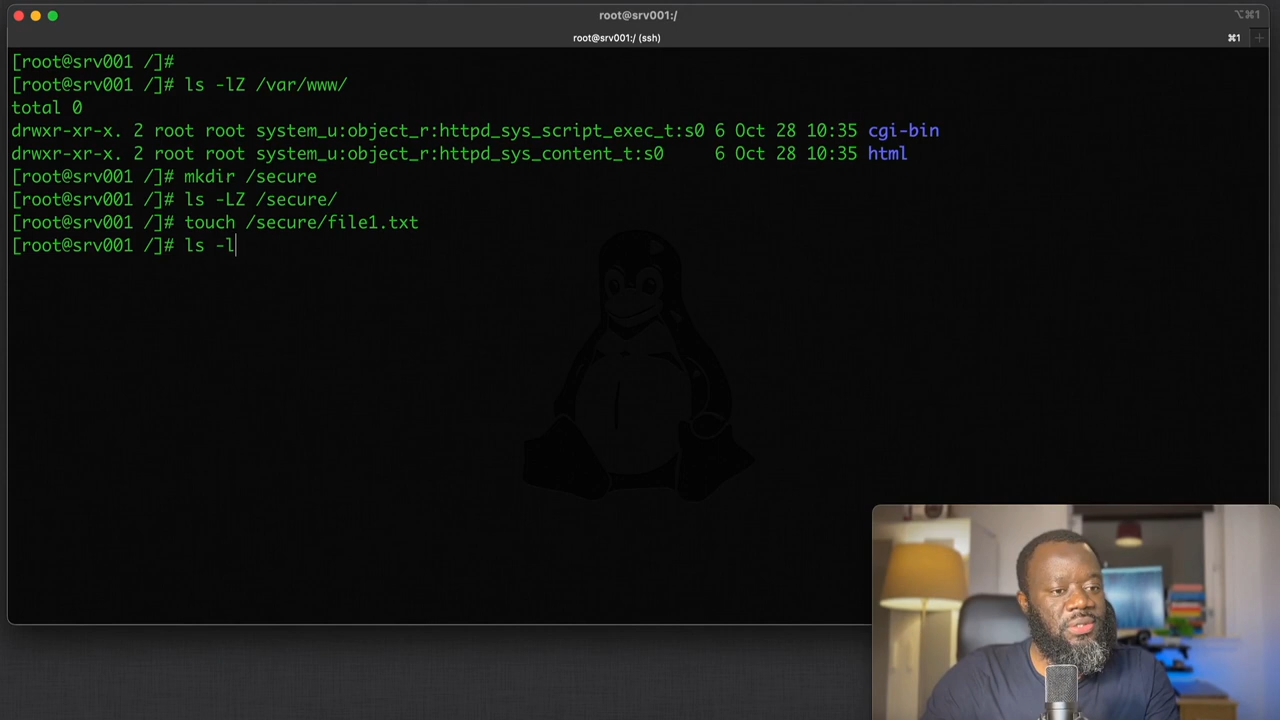 root@srv001:/
⌥⌘1
root@srv001:/ (ssh)
⌘1
+
[root@srv001 /]#
[root@srv001 /]# ls -lZ /var/www/
total 0
drwxr-xr-x. 2 root root system_u:object_r:httpd_sys_script_exec_t:s0 6 Oct 28 10:35 cgi-bin
drwxr-xr-x. 2 root root system_u:object_r:httpd_sys_content_t:s0     6 Oct 28 10:35 html
[root@srv001 /]# mkdir /secure
[root@srv001 /]# ls -LZ /secure/
[root@srv001 /]# touch /secure/file1.txt
[root@srv001 /]# ls -l